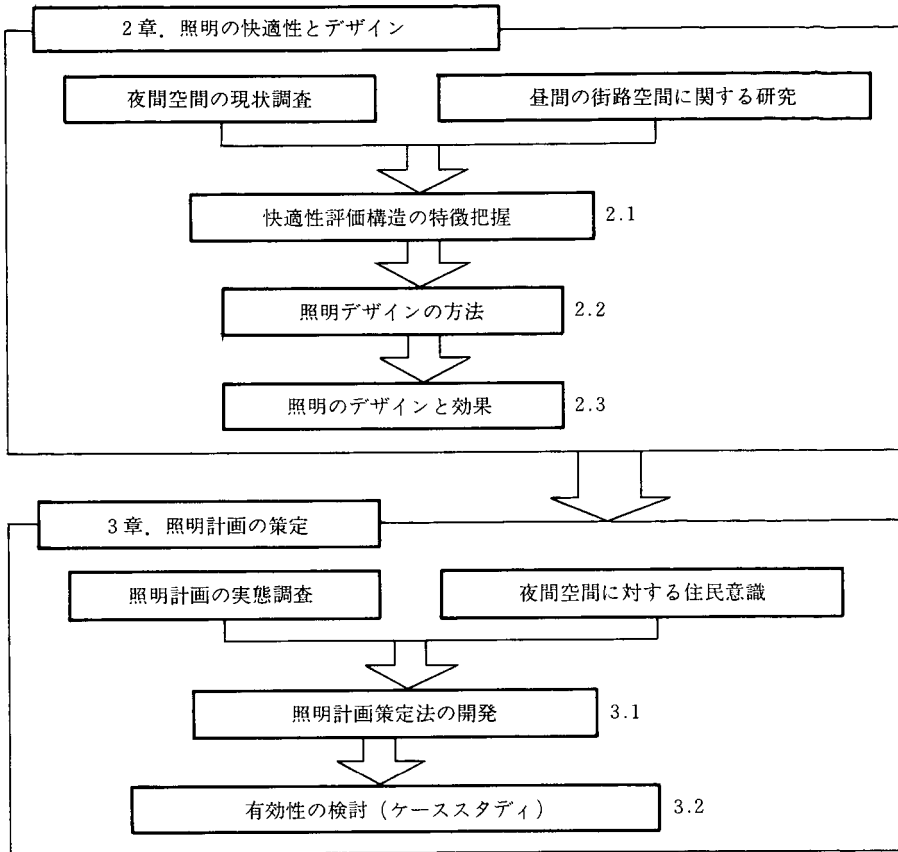 2章．照明の快適性とデザイン
夜間空間の現状調査
昼間の街路空間に関する研究
快適性評価構造の特徴把握 2.1
照明デザインの方法 2.2
照明のデザインと効果 2.3
3章．照明計画の策定
照明計画の実態調査
夜間空間に対する住民意識
照明計画策定法の開発 3.1
有効性の検討（ケーススタディ） 3.2